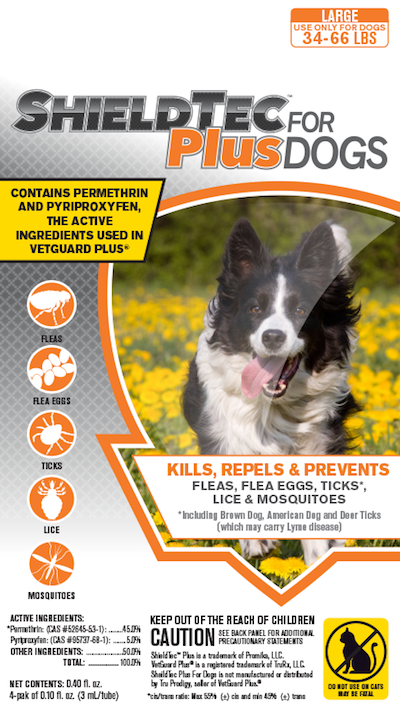 LARGE
USE ONLY FOR DOGS
34-66 LBS
SHIELDTEC™ FOR
Plus DOGS
CONTAINS PERMETHRIN
AND PYRIPROXYFEN,
THE ACTIVE
INGREDIENTS USED IN
VETGUARD PLUS®
FLEAS
FLEA EGGS
TICKS
LICE
MOSQUITOES
KILLS, REPELS & PREVENTS
FLEAS, FLEA EGGS, TICKS*,
LICE & MOSQUITOES
*Including Brown Dog, American Dog and Deer Ticks
(which may carry Lyme disease)
ACTIVE INGREDIENTS:
*Permethrin: (CAS #52645-53-1): .......45.0%
Pyriproxyfen: (CAS #95737-68-1): ...... 5.0%
OTHER INGREDIENTS: ...................50.0%
TOTAL: ................ 100.0%
NET CONTENTS: 0.40 fl. oz.
4-pak of 0.10 fl. oz. (3 mL/tube)
KEEP OUT OF THE REACH OF CHILDREN
CAUTION SEE BACK PANEL FOR ADDITIONAL
PRECAUTIONARY STATEMENTS
ShieldTec™ Plus is a trademark of Promika, LLC.
VetGuard Plus® is a registered trademark of TruRx, LLC.
ShieldTec Plus For Dogs is not manufactured or distributed
by Tru Prodigy, seller of VetGuard Plus.®
*cis/trans ratio: Max 55% (±) cis and min 45% (±) trans
DO NOT USE ON CATS
MAY BE FATAL